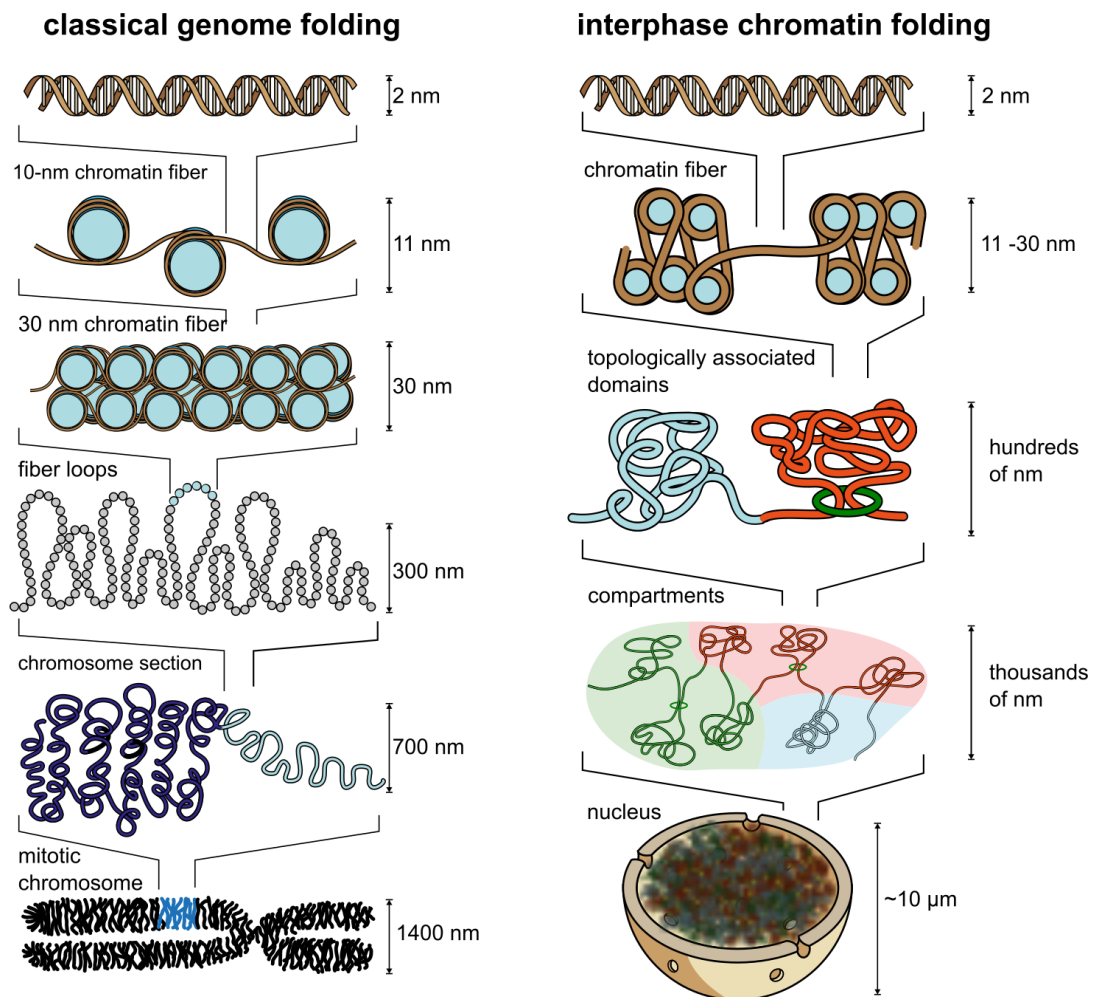 classical genome folding
2 nm
10-nm chromatin fiber
11 nm
30 nm chromatin fiber
30 nm
fiber loops
300 nm
chromosome section
700 nm
mitotic
chromosome
1400 nm
interphase chromatin folding
2 nm
chromatin fiber
11 -30 nm
topologically associated
domains
hundreds
of nm
compartments
thousands
of nm
nucleus
~10 µm